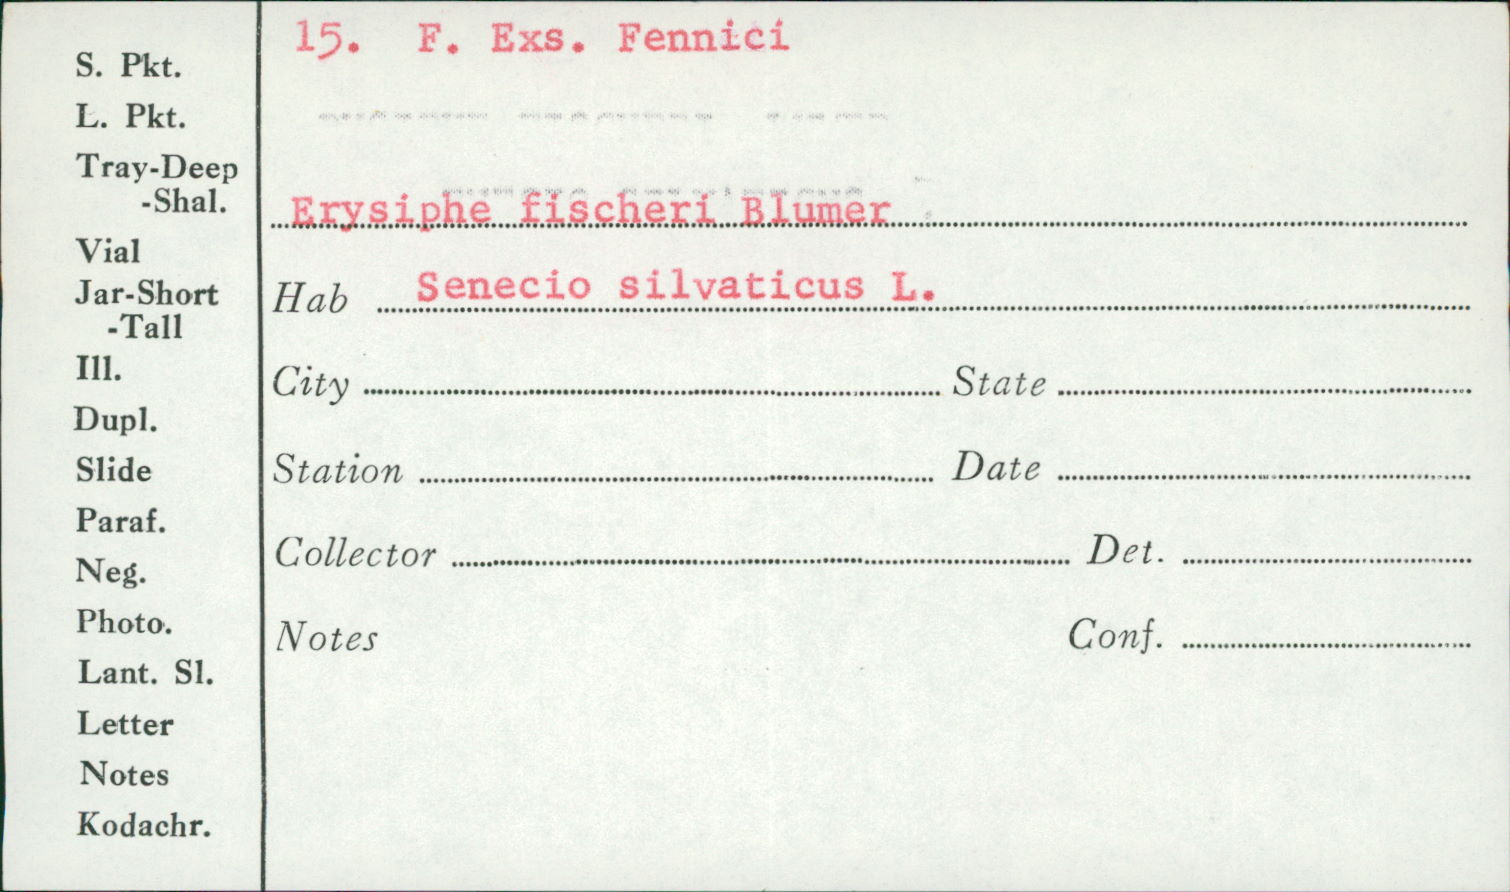 15. F. Exs. Fennici
S. Pkt.
L. Pkt.
Tray-Deep
-Shal.
Erysiphe fischeri Blumer
Vial
Jar-Short
-Tall
Hab Senecio silvaticus L.
Ill.
City State
Dupl.
Slide
Station Date
Paraf.
Neg.
Collector Det.
Photo.
Notes Conf.
Lant. Sl.
Letter
Notes
Kodachr.